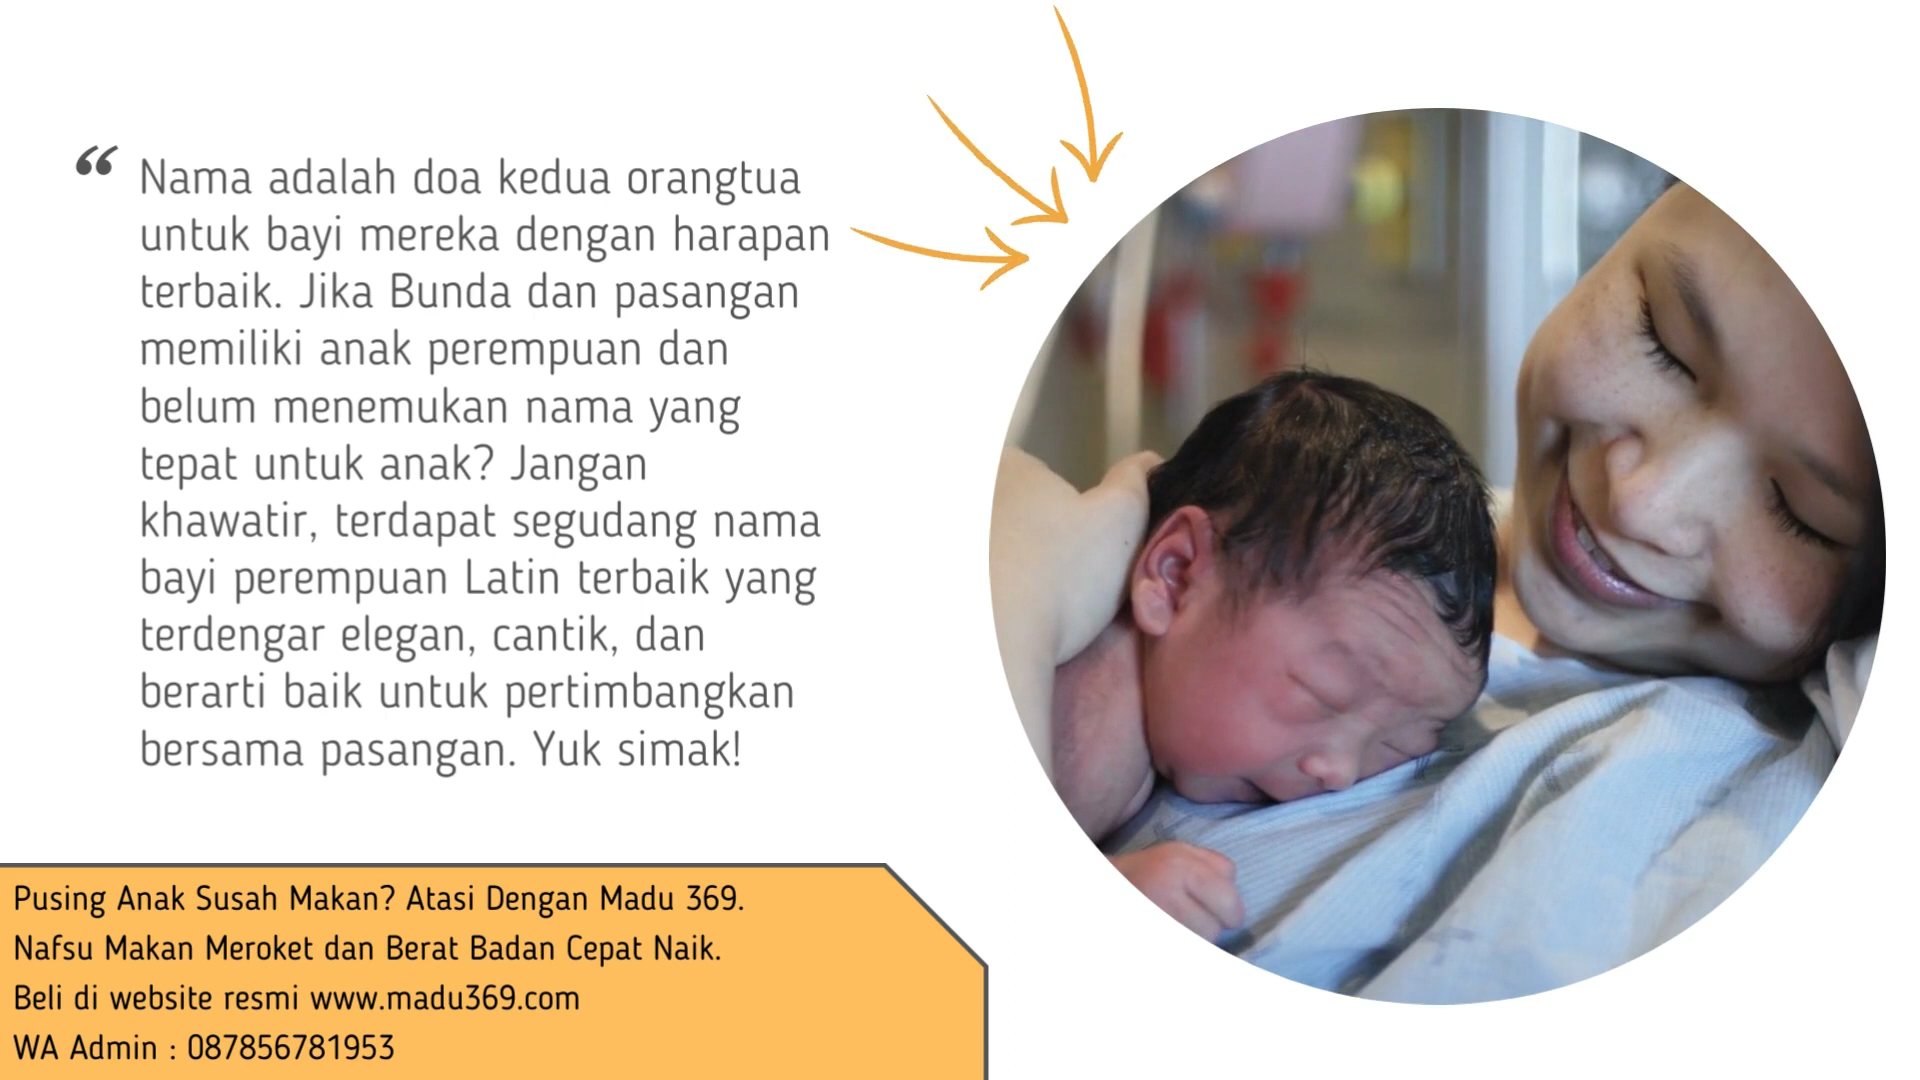 “ Nama adalah doa kedua orangtua
untuk bayi mereka dengan harapan
terbaik. Jika Bunda dan pasangan
memiliki anak perempuan dan
belum menemukan nama yang
tepat untuk anak? Jangan
khawatir, terdapat segudang nama
bayi perempuan Latin terbaik yang
terdengar elegan, cantik, dan
berarti baik untuk pertimbangkan
bersama pasangan. Yuk simak!
Pusing Anak Susah Makan? Atasi Dengan Madu 369.
Nafsu Makan Meroket dan Berat Badan Cepat Naik.
Beli di website resmi www.madu369.com
WA Admin : 087856781953